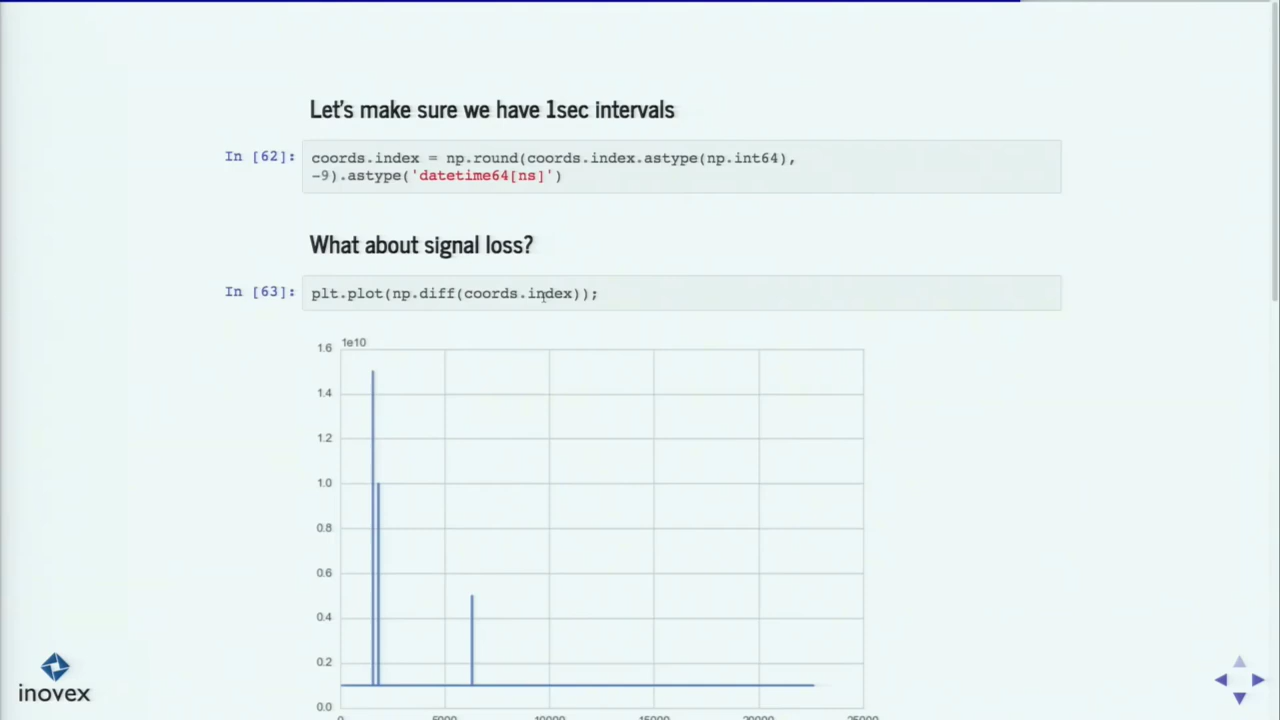 Let's make sure we have 1sec intervals
In [62]:
coords.index = np.round(coords.index.astype(np.int64),
-9).astype('datetime64[ns]')
What about signal loss?
In [63]:
plt.plot(np.diff(coords.index));
1e10
1.6
1.4
1.2
1.0
0.8
0.6
0.4
0.2
0.0
0 5000 10000 15000 20000 25000
inovex